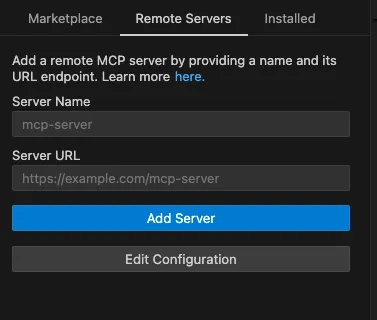 Marketplace Remote Servers Installed
Add a remote MCP server by providing a name and its
URL endpoint. Learn more here.
Server Name
mcp-server
Server URL
https://example.com/mcp-server
Add Server
Edit Configuration